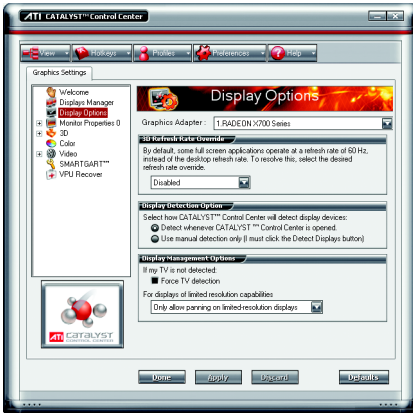 ATI CATALYST™ Control Center
View
Hotkeys
Profiles
Preferences
Help
Graphics Settings
Welcome
Displays Manager
Display Options
Monitor Properties 0
3D
Color
Video
SMARTGART™
VPU Recover
ATI CATALYST
CONTROL CENTER
Display Options
Graphics Adapter :
1.RADEON X700 Series
3D Refresh Rate Override
By default, some full screen applications operate at a refresh rate of 60 Hz,
instead of the desktop refresh rate. To resolve this, select the desired
refresh rate override.
Disabled
Display Detection Option
Select how CATALYST™ Control Center will detect display devices:
Detect whenever CATALYST ™ Control Center is opened.
Use manual detection only (I must click the Detect Displays button)
Display Management Options
If my TV is not detected:
Force TV detection
For displays of limited resolution capabilities
Only allow panning on limited-resolution displays
Done
Apply
Discard
Defaults